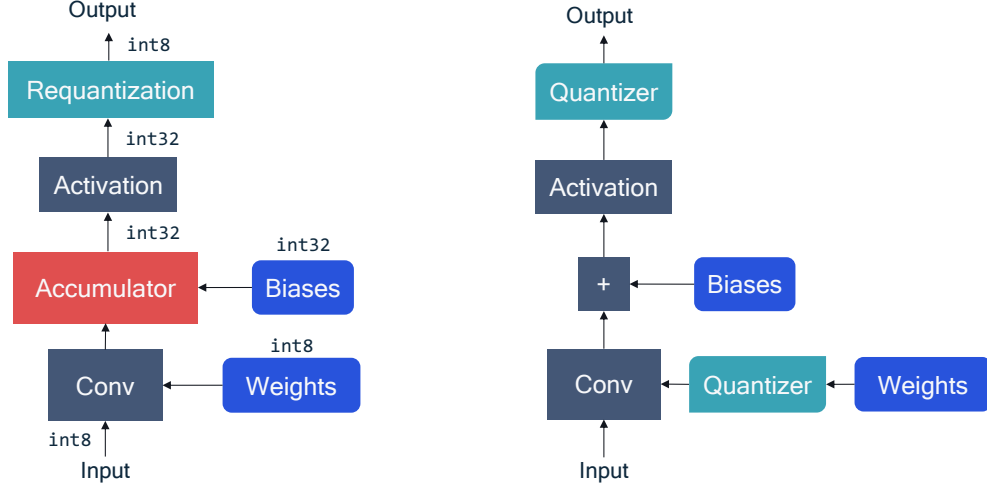 Output
int8
Requantization
int32
Activation
int32
int32
Accumulator
Biases
int8
Conv
Weights
int8
Input
Output
Quantizer
Activation
+
Biases
Conv
Quantizer
Weights
Input